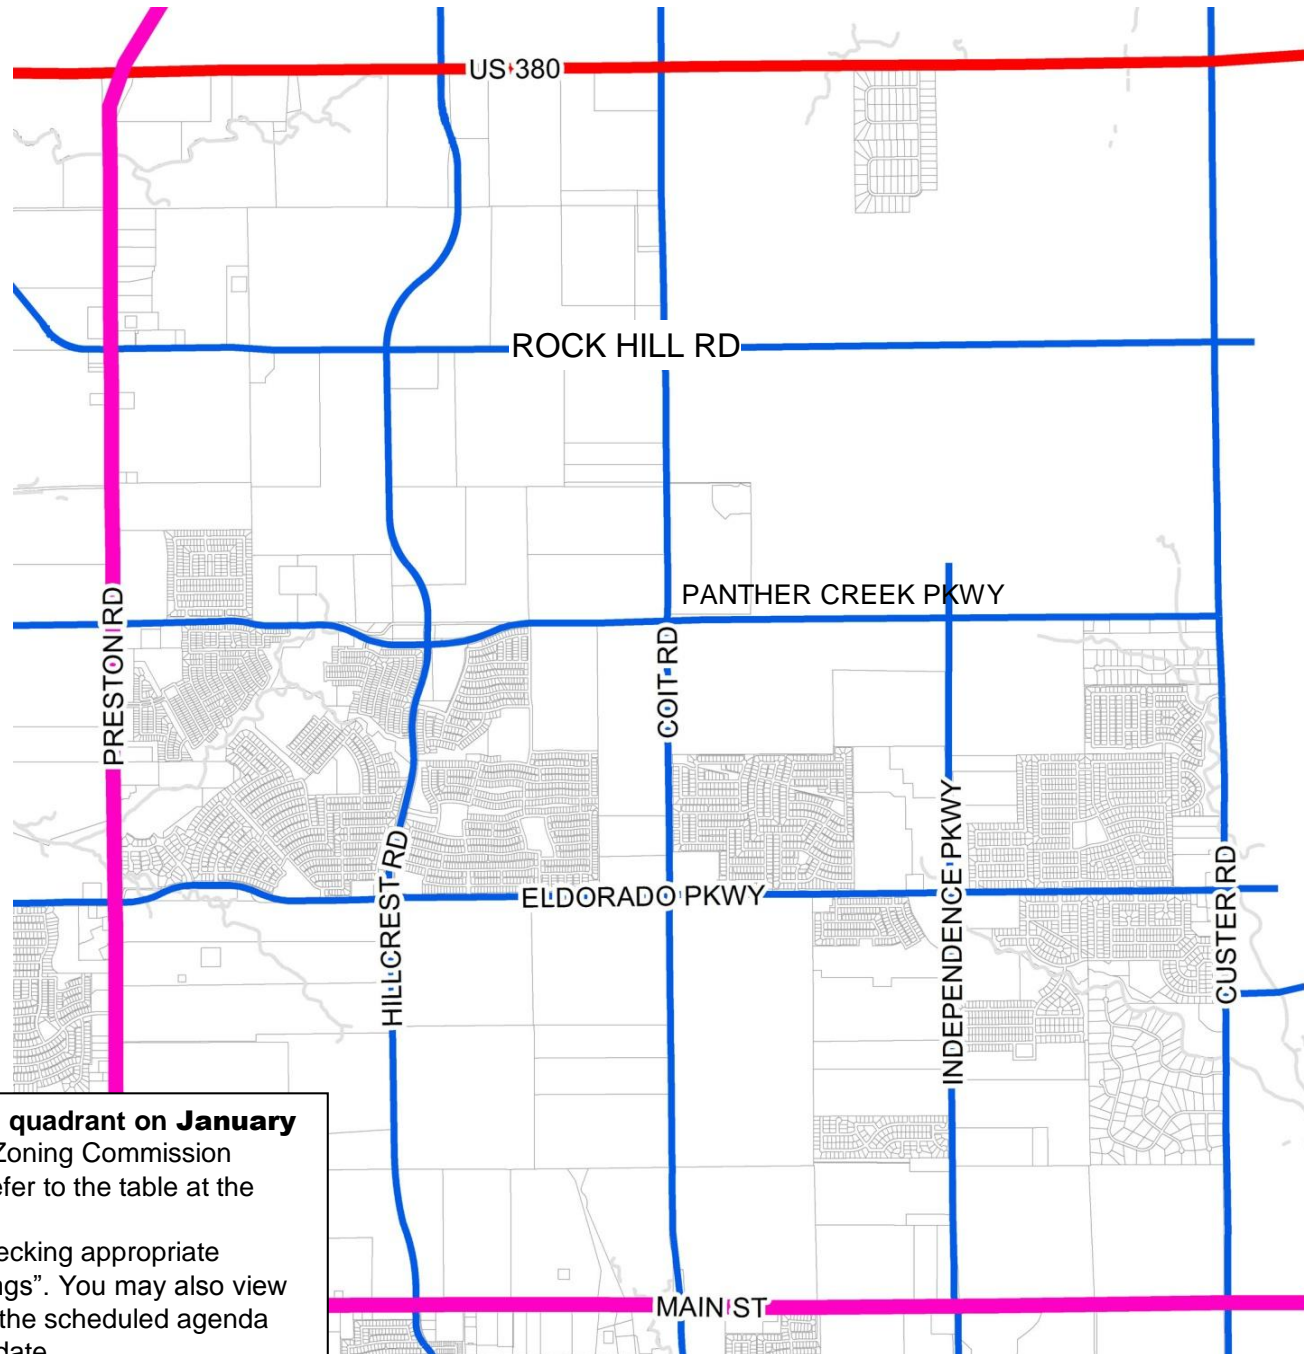 US 380
ROCK HILL RD
PANTHER CREEK PKWY
PRESTON RD
COIT RD
INDEPENDENCE PKWY
HILLCREST RD
CUSTER RD
ELDORADO PKWY
quadrant on January
Zoning Commission
efer to the table at the
ecking appropriate
ngs”. You may also view
the scheduled agenda
date
MAIN ST